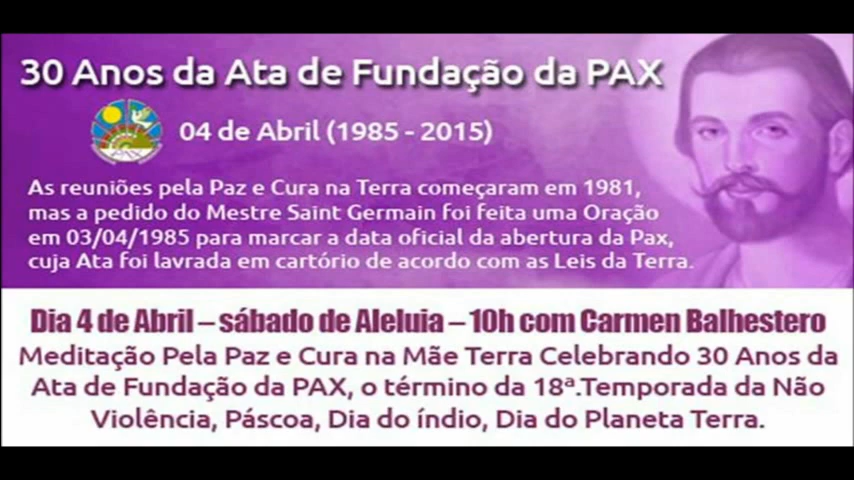 30 Anos da Ata de Fundação da PAX
PAX
04 de Abril (1985 - 2015)
As reuniões pela Paz e Cura na Terra começaram em 1981,
mas a pedido do Mestre Saint Germain foi feita uma Oração
em 03/04/1985 para marcar a data oficial da abertura da Pax,
cuja Ata foi lavrada em cartório de acordo com as Leis da Terra.
Dia 4 de Abril – sábado de Aleluia – 10h com Carmen Balhestero
Meditação Pela Paz e Cura na Mãe Terra Celebrando 30 Anos da
Ata de Fundação da PAX, o término da 18ª.Temporada da Não
Violência, Páscoa, Dia do índio, Dia do Planeta Terra.